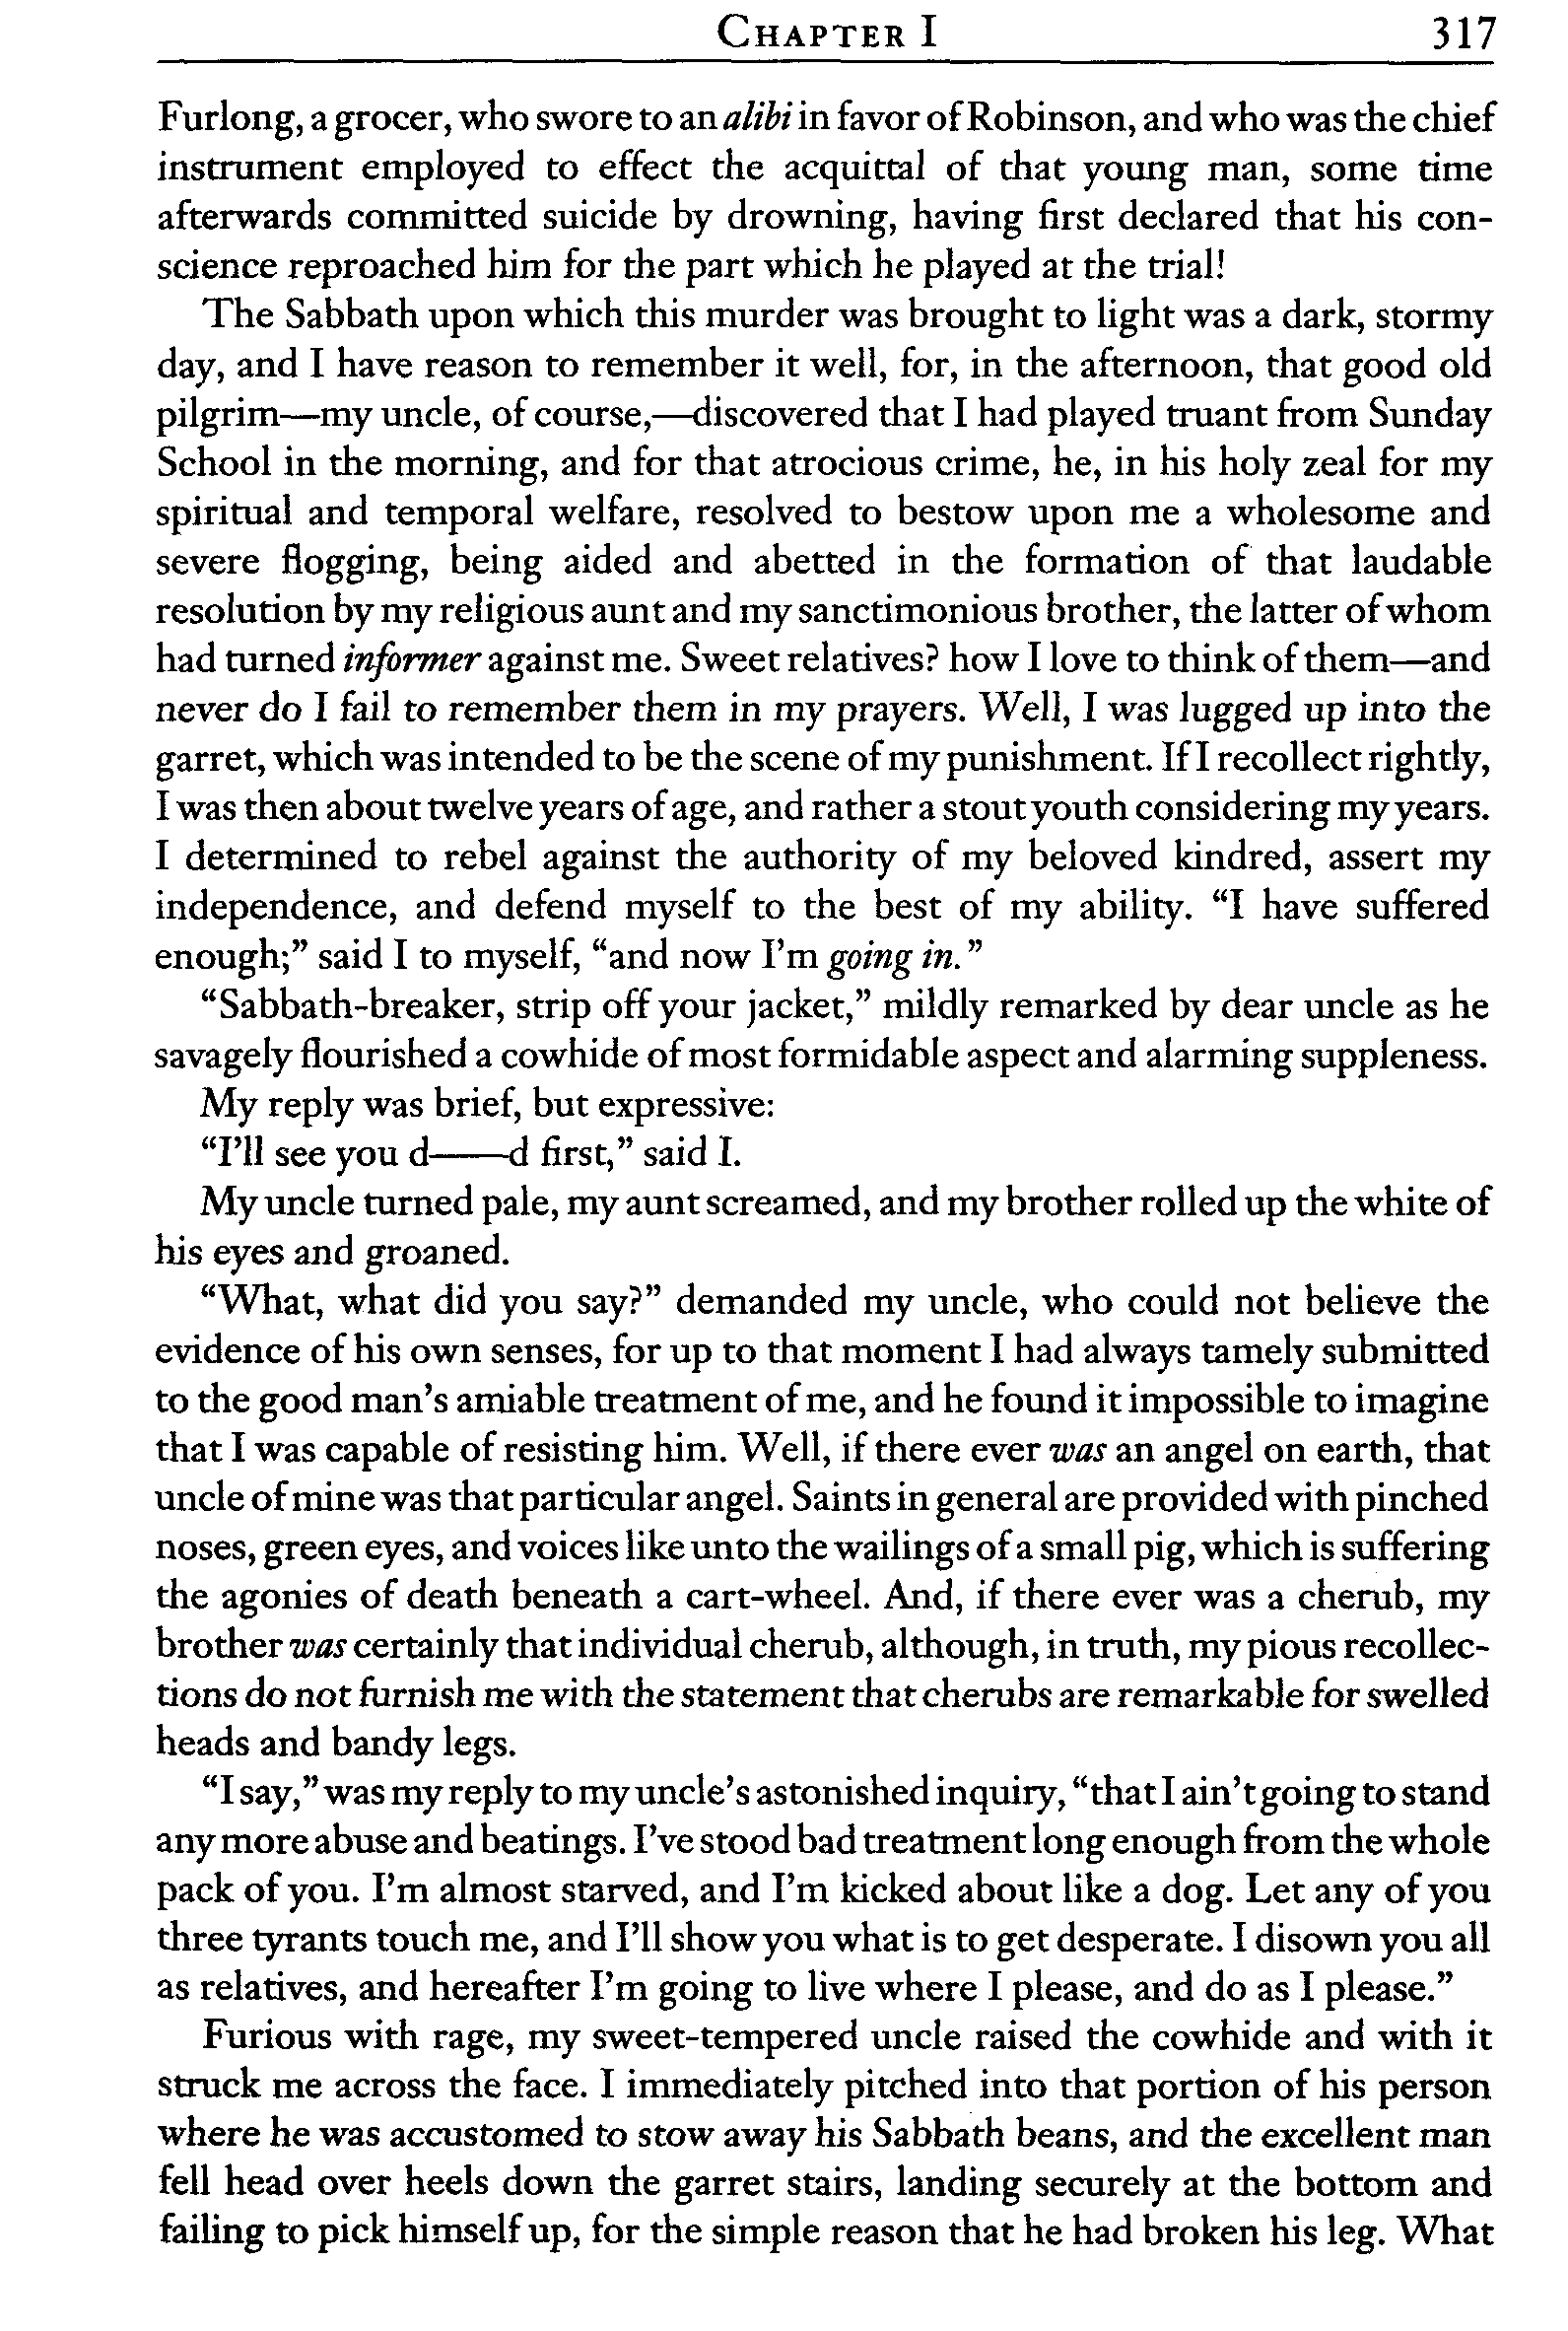 CHAPTER I 317
Furlong, a grocer, who swore to an alibi in favor of Robinson, and who was the chief
instrument employed to effect the acquittal of that young man, some time
afterwards committed suicide by drowning, having first declared that his con-
science reproached him for the part which he played at the trial!
The Sabbath upon which this murder was brought to light was a dark, stormy
day, and I have reason to remember it well, for, in the afternoon, that good old
pilgrim—my uncle, of course,—discovered that I had played truant from Sunday
School in the morning, and for that atrocious crime, he, in his holy zeal for my
spiritual and temporal welfare, resolved to bestow upon me a wholesome and
severe flogging, being aided and abetted in the formation of that laudable
resolution by my religious aunt and my sanctimonious brother, the latter of whom
had turned informer against me. Sweet relatives? how I love to think of them—and
never do I fail to remember them in my prayers. Well, I was lugged up into the
garret, which was intended to be the scene of my punishment. If I recollect rightly,
I was then about twelve years of age, and rather a stout youth considering my years.
I determined to rebel against the authority of my beloved kindred, assert my
independence, and defend myself to the best of my ability. “I have suffered
enough;” said I to myself, “and now I’m going in.”
“Sabbath-breaker, strip off your jacket,” mildly remarked by dear uncle as he
savagely flourished a cowhide of most formidable aspect and alarming suppleness.
My reply was brief, but expressive:
“I’ll see you d——d first,” said I.
My uncle turned pale, my aunt screamed, and my brother rolled up the white of
his eyes and groaned.
“What, what did you say?” demanded my uncle, who could not believe the
evidence of his own senses, for up to that moment I had always tamely submitted
to the good man’s amiable treatment of me, and he found it impossible to imagine
that I was capable of resisting him. Well, if there ever was an angel on earth, that
uncle of mine was that particular angel. Saints in general are provided with pinched
noses, green eyes, and voices like unto the wailings of a small pig, which is suffering
the agonies of death beneath a cart-wheel. And, if there ever was a cherub, my
brother was certainly that individual cherub, although, in truth, my pious recollec-
tions do not furnish me with the statement that cherubs are remarkable for swelled
heads and bandy legs.
“I say,” was my reply to my uncle’s astonished inquiry, “that I ain’t going to stand
any more abuse and beatings. I’ve stood bad treatment long enough from the whole
pack of you. I’m almost starved, and I’m kicked about like a dog. Let any of you
three tyrants touch me, and I’ll show you what is to get desperate. I disown you all
as relatives, and hereafter I’m going to live where I please, and do as I please.”
Furious with rage, my sweet-tempered uncle raised the cowhide and with it
struck me across the face. I immediately pitched into that portion of his person
where he was accustomed to stow away his Sabbath beans, and the excellent man
fell head over heels down the garret stairs, landing securely at the bottom and
failing to pick himself up, for the simple reason that he had broken his leg. What